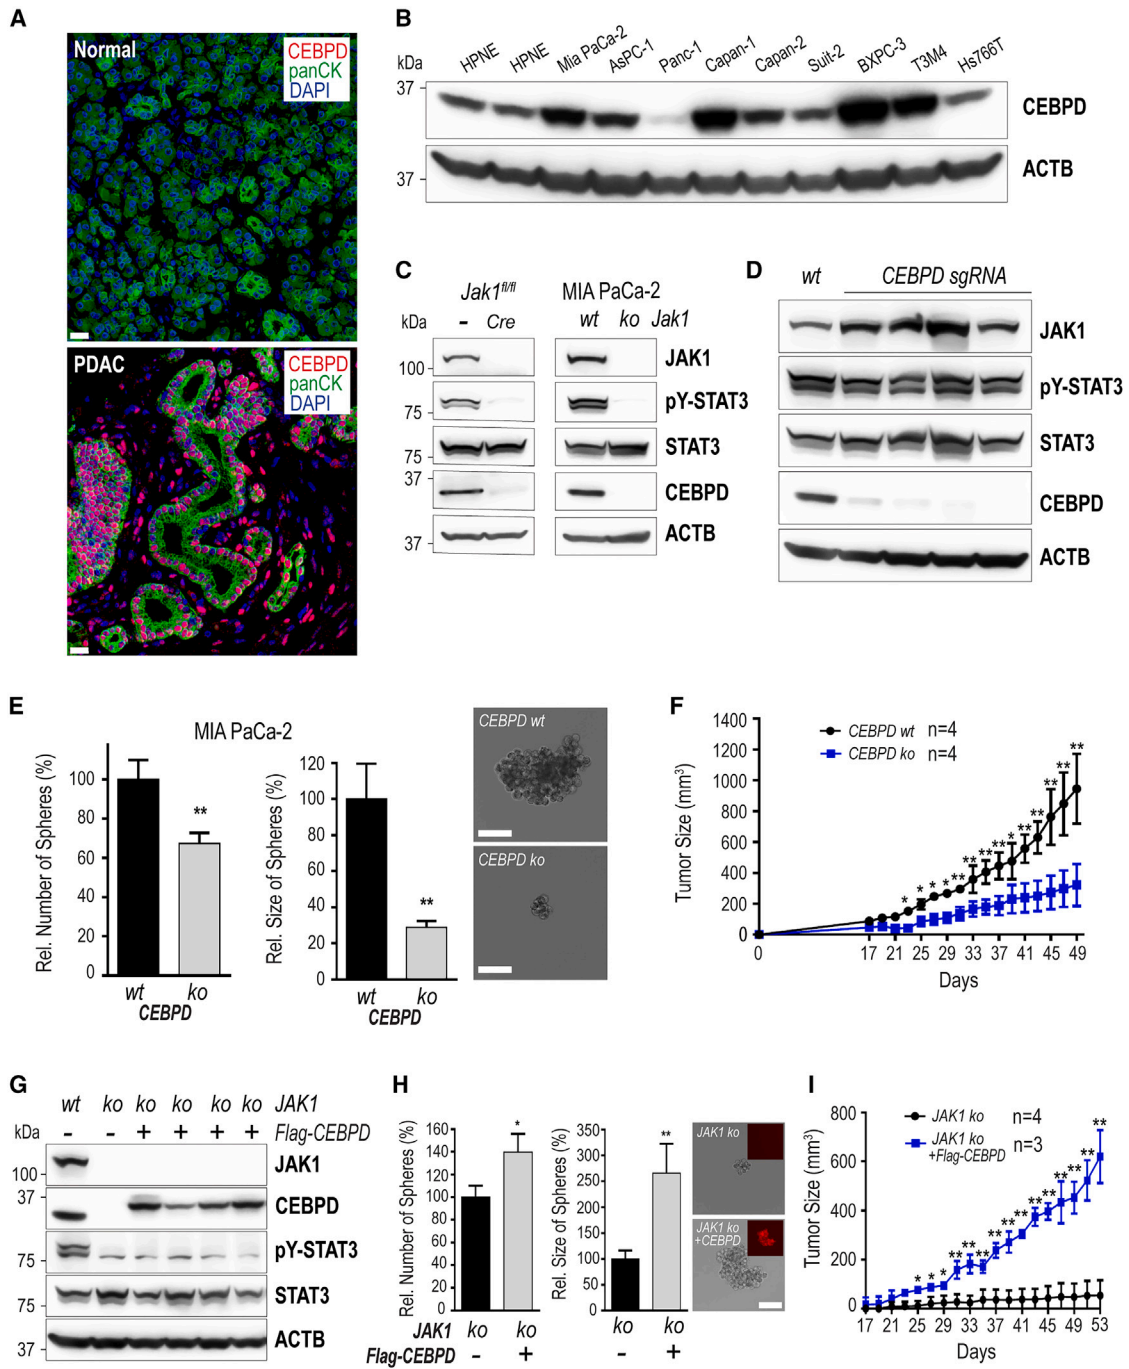 A
Normal
CEBPD
panCK
DAPI
PDAC
CEBPD
panCK
DAPI
B
kDa
HPNE HPNE Mia PaCa-2 AsPC-1 Panc-1 Capan-1 Capan-2 Suit-2 BXPC-3 T3M4 Hs766T
37
CEBPD
37
ACTB
C
Jak1fl/fl MIA PaCa-2
kDa - Cre wt ko Jak1
100 JAK1
75 pY-STAT3
75 STAT3
37 CEBPD
37 ACTB
D
wt CEBPD sgRNA
JAK1
pY-STAT3
STAT3
CEBPD
ACTB
E
MIA PaCa-2
Rel. Number of Spheres (%)
100
80
60
40
20
0
**
wt ko
CEBPD
Rel. Size of Spheres (%)
120
100
80
60
40
20
0
**
wt ko
CEBPD
CEBPD wt
CEBPD ko
F
Tumor Size (mm3)
1400
1200
1000
800
600
400
200
0
CEBPD wt n=4
CEBPD ko n=4
* * * * ** ** ** ** * ** ** ** ** **
0 17 21 25 29 33 37 41 45 49
Days
G
wt ko ko ko ko ko JAK1
kDa - - + + + + Flag-CEBPD
100 JAK1
37 CEBPD
75 pY-STAT3
75 STAT3
37 ACTB
H
Rel. Number of Spheres (%)
160
140
120
100
80
60
40
20
0
*
JAK1 ko ko
Flag-CEBPD - +
Rel. Size of Spheres (%)
350
300
250
200
150
100
50
0
**
ko ko
- +
JAK1 ko
JAK1 ko
+CEBPD
I
Tumor Size (mm3)
800
600
400
200
0
JAK1 ko n=4
JAK1 ko
+Flag-CEBPD n=3
* * * ** ** ** ** ** ** ** ** ** ** ** **
17 21 25 29 33 37 41 45 49 53
Days